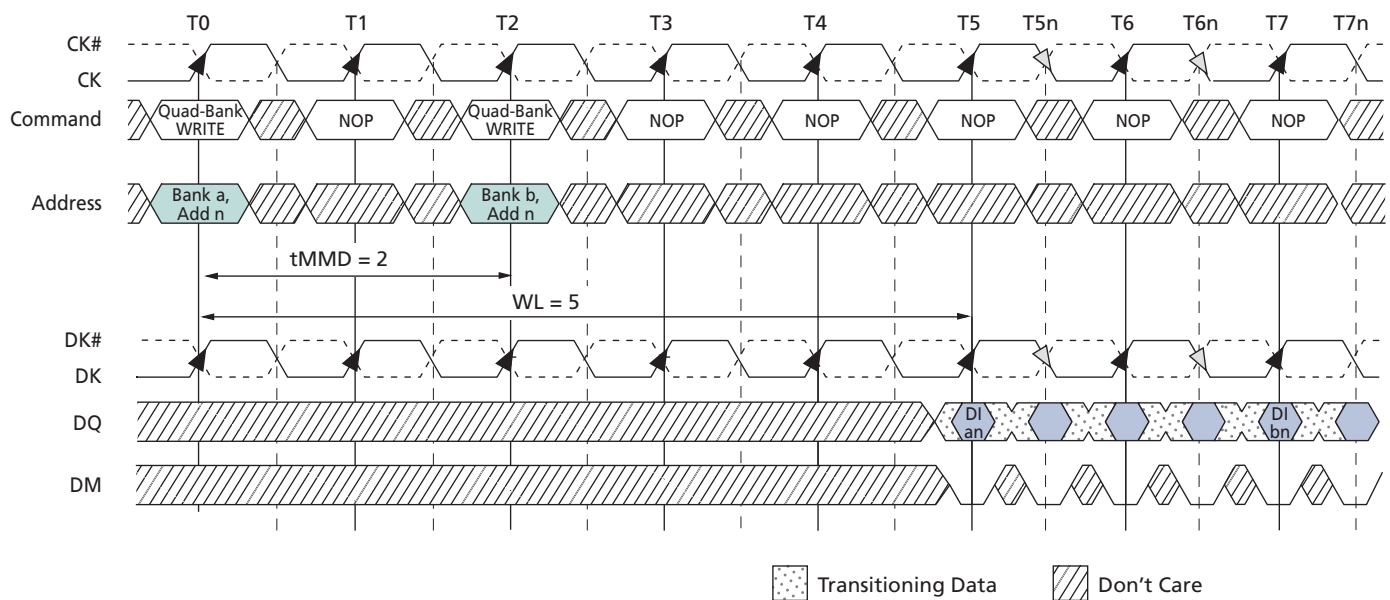 T0 T1 T2 T3 T4 T5 T5n T6 T6n T7 T7n
CK#
CK
Command Quad-Bank WRITE NOP Quad-Bank WRITE NOP NOP NOP NOP NOP
Address Bank a, Add n Bank b, Add n
tMMD = 2
WL = 5
DK#
DK
DQ DI an DI bn
DM
Transitioning Data Don't Care